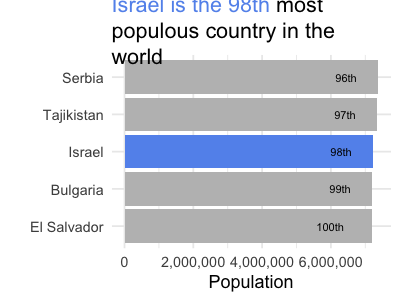 Israel is the 98th most
populous country in the
world
Serbia 96th
Tajikistan 97th
Israel 98th
Bulgaria 99th
El Salvador 100th
0 2,000,000 4,000,000 6,000,000
Population